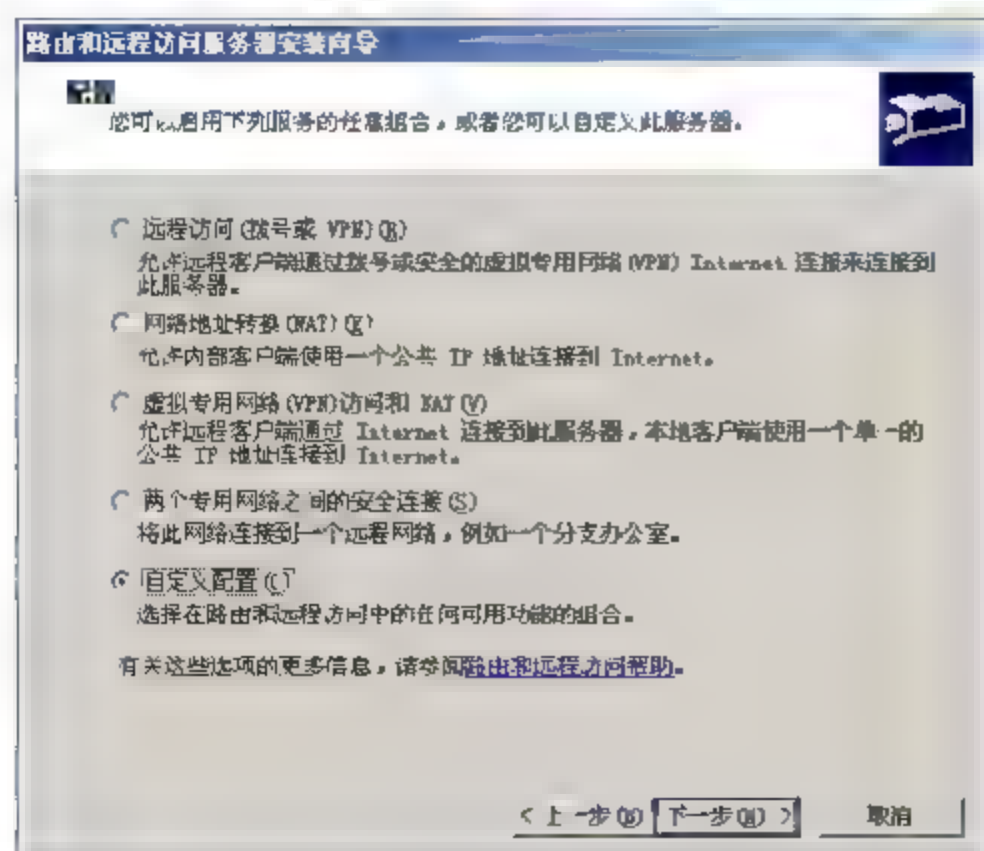 路由和远程访问服务器安装向导
配置
您可以启用下列服务的任意组合，或者您可以自定义此服务器。
远程访问(拨号或 VPN)(R)
允许远程客户端通过拨号或安全的虚拟专用网络(VPN) Internet 连接来连接到
此服务器。
网络地址转换(NAT)(E)
允许内部客户端使用一个公共 IP 地址连接到 Internet。
虚拟专用网络(VPN)访问和 NAT(V)
允许远程客户端通过 Internet 连接到此服务器，本地客户端使用一个单一的
公共 IP 地址连接到 Internet。
两个专用网络之间的安全连接(S)
将此网络连接到一个远程网络，例如一个分支办公室。
自定义配置(C)
选择在路由和远程访问中的任何可用功能的组合。
有关这些选项的更多信息，请参阅路由和远程访问帮助。
< 上一步(B) 下一步(N) > 取消